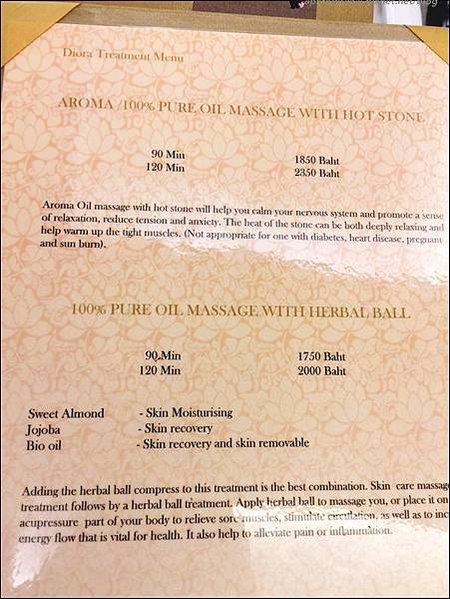 Diora Treatment Menu
AROMA /100% PURE OIL MASSAGE WITH HOT STONE
90 Min 1850 Baht
120 Min 2350 Baht
Aroma Oil massage with hot stone will help you calm your nervous system and promote a sense
of relaxation, reduce tension and anxiety. The heat of the stone can be both deeply relaxing and
help warm up the tight muscles. (Not appropriate for one with diabetes, heart disease, pregnant
and sun burn).
100% PURE OIL MASSAGE WITH HERBAL BALL
90 Min 1750 Baht
120 Min 2000 Baht
Sweet Almond - Skin Moisturising
Jojoba - Skin recovery
Bio oil - Skin recovery and skin removable
Adding the herbal ball compress to this treatment is the best combination. Skin care massag
treatment follows by a herbal ball treatment. Apply herbal ball to massage you, or place it on
acupressure part of your body to relieve sore muscles, stimulate circulation, as well as to inc
energy flow that is vital for health. It also help to alleviate pain or inflammation.